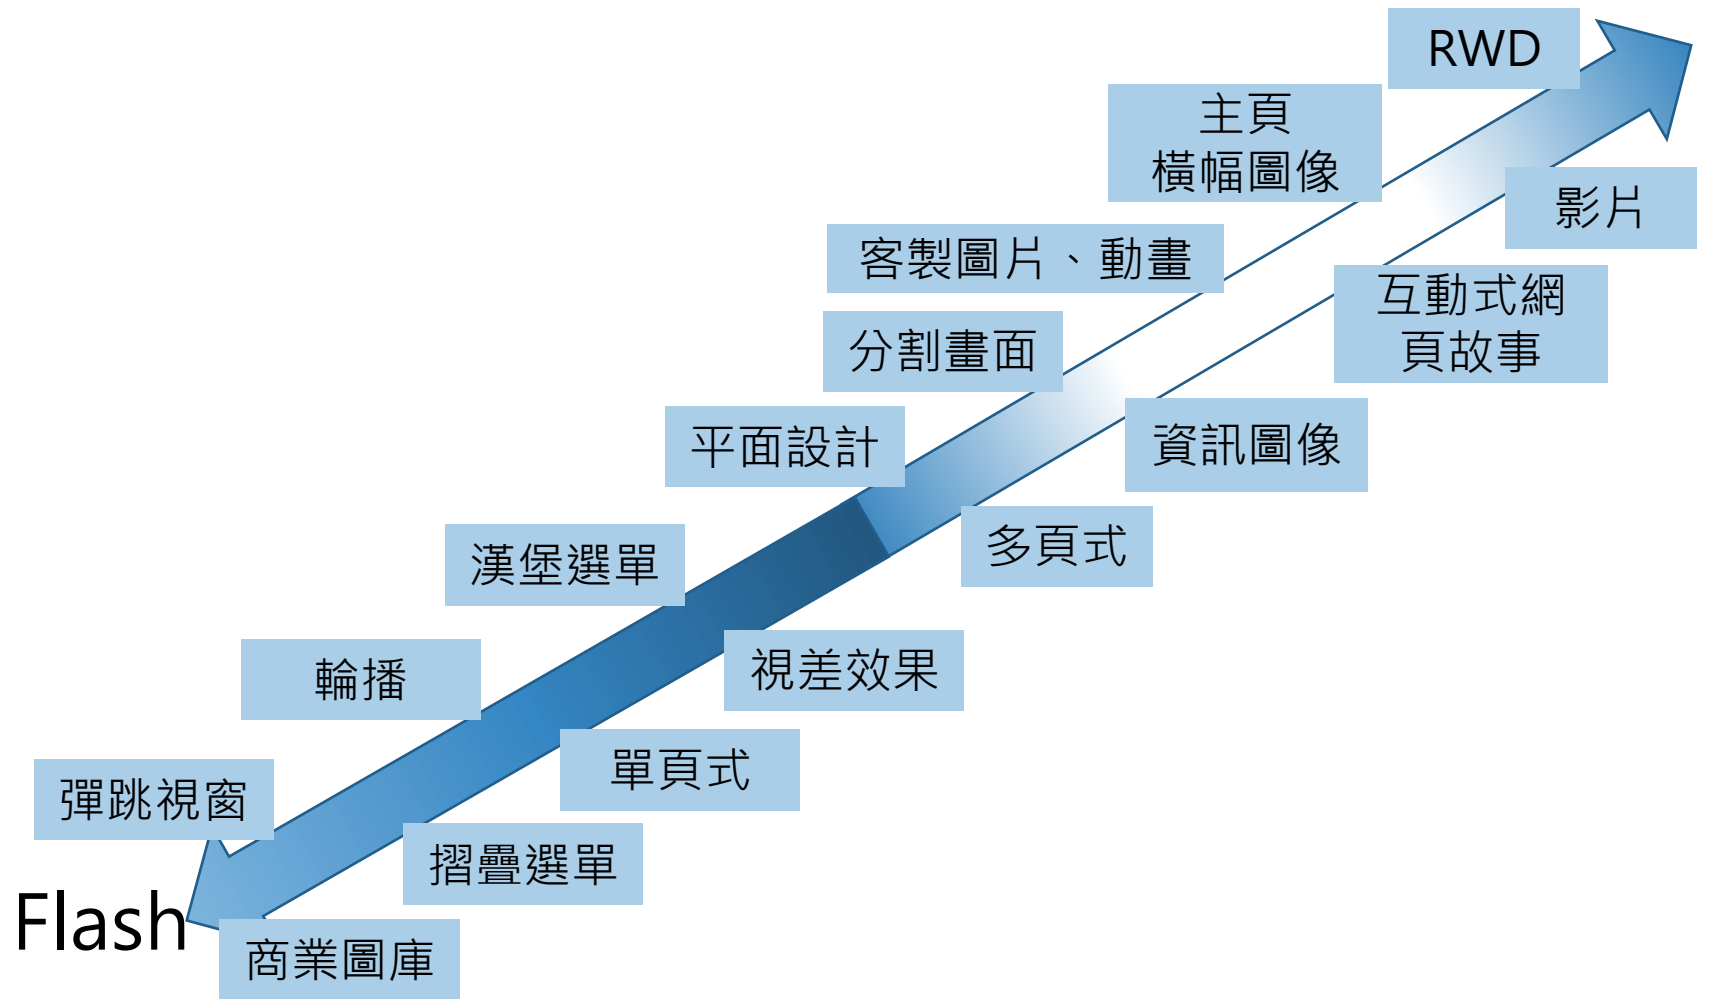 RWD
主頁
橫幅圖像
影片
客製圖片、動畫
互動式網
頁故事
分割畫面
資訊圖像
平面設計
多頁式
漢堡選單
視差效果
輪播
單頁式
彈跳視窗
摺疊選單
Flash
商業圖庫